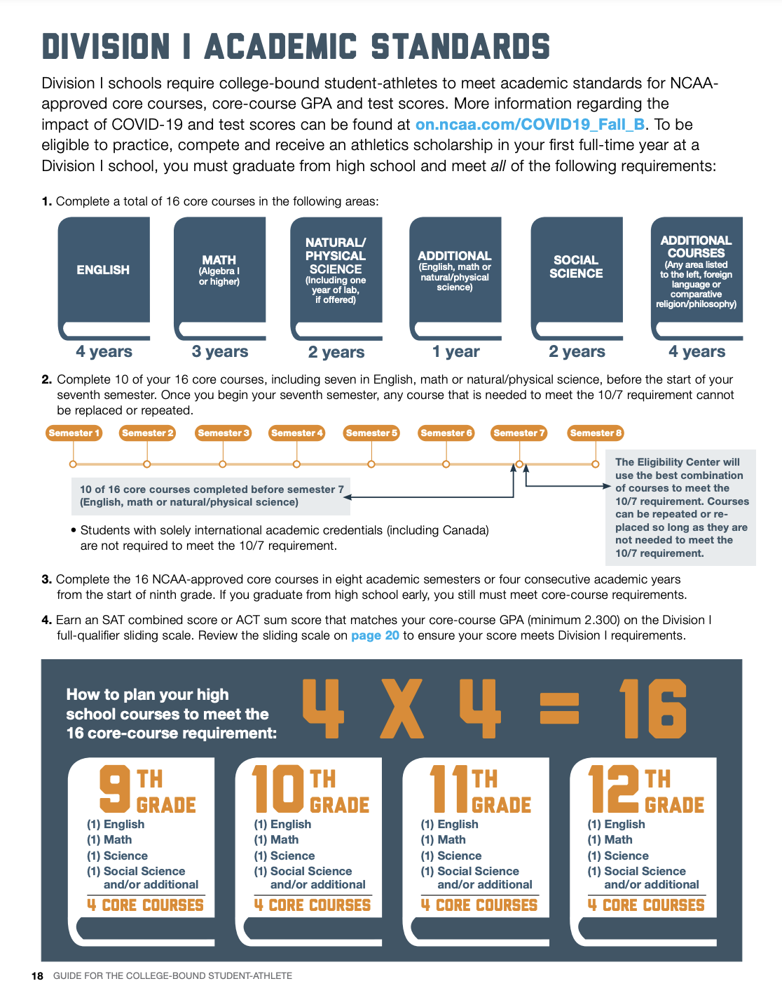 DIVISION I ACADEMIC STANDARDS
Division I schools require college-bound student-athletes to meet academic standards for NCAA-
approved core courses, core-course GPA and test scores. More information regarding the
impact of COVID-19 and test scores can be found at on.ncaa.com/COVID19_Fall_B. To be
eligible to practice, compete and receive an athletics scholarship in your first full-time year at a
Division I school, you must graduate from high school and meet all of the following requirements:
1. Complete a total of 16 core courses in the following areas:
ENGLISH
4 years
MATH
(Algebra I
or higher)
3 years
NATURAL/
PHYSICAL
SCIENCE
(Including one
year of lab,
if offered)
2 years
ADDITIONAL
(English, math or
natural/physical
science)
1 year
SOCIAL
SCIENCE
2 years
ADDITIONAL
COURSES
(Any area listed
to the left, foreign
language or
comparative
religion/philosophy)
4 years
2. Complete 10 of your 16 core courses, including seven in English, math or natural/physical science, before the start of your
seventh semester. Once you begin your seventh semester, any course that is needed to meet the 10/7 requirement cannot
be replaced or repeated.
Semester 1
Semester 2
Semester 3
Semester 4
Semester 5
Semester 6
Semester 7
Semester 8
10 of 16 core courses completed before semester 7
(English, math or natural/physical science)
The Eligibility Center will
use the best combination
of courses to meet the
10/7 requirement. Courses
can be repeated or re-
placed so long as they are
not needed to meet the
10/7 requirement.
• Students with solely international academic credentials (including Canada)
are not required to meet the 10/7 requirement.
3. Complete the 16 NCAA-approved core courses in eight academic semesters or four consecutive academic years
from the start of ninth grade. If you graduate from high school early, you still must meet core-course requirements.
4. Earn an SAT combined score or ACT sum score that matches your core-course GPA (minimum 2.300) on the Division I
full-qualifier sliding scale. Review the sliding scale on page 20 to ensure your score meets Division I requirements.
How to plan your high
school courses to meet the
16 core-course requirement:
4 X 4 = 16
9TH
GRADE
(1) English
(1) Math
(1) Science
(1) Social Science
and/or additional
4 CORE COURSES
10TH
GRADE
(1) English
(1) Math
(1) Science
(1) Social Science
and/or additional
4 CORE COURSES
11TH
GRADE
(1) English
(1) Math
(1) Science
(1) Social Science
and/or additional
4 CORE COURSES
12TH
GRADE
(1) English
(1) Math
(1) Science
(1) Social Science
and/or additional
4 CORE COURSES
18 GUIDE FOR THE COLLEGE-BOUND STUDENT-ATHLETE